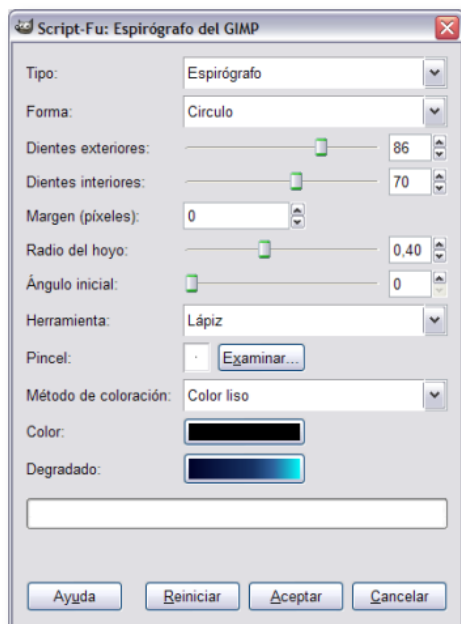 Script-Fu: Espirógrafo del GIMP
Tipo: Espirógrafo
Forma: Circulo
Dientes exteriores: 86
Dientes interiores: 70
Margen (píxeles): 0
Radio del hoyo: 0,40
Ángulo inicial: 0
Herramienta: Lápiz
Pincel: Examinar...
Método de coloración: Color liso
Color:
Degradado:
Ayuda Reiniciar Aceptar Cancelar